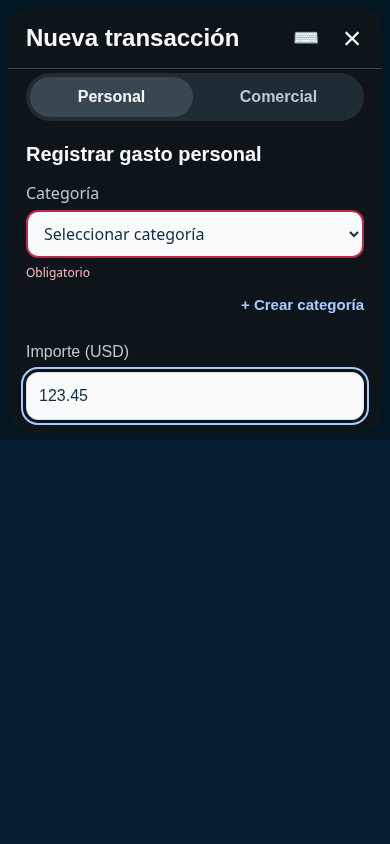 Nueva transacción
Personal
Comercial
Registrar gasto personal
Categoría
Seleccionar categoría
Obligatorio
+ Crear categoría
Importe (USD)
123.45